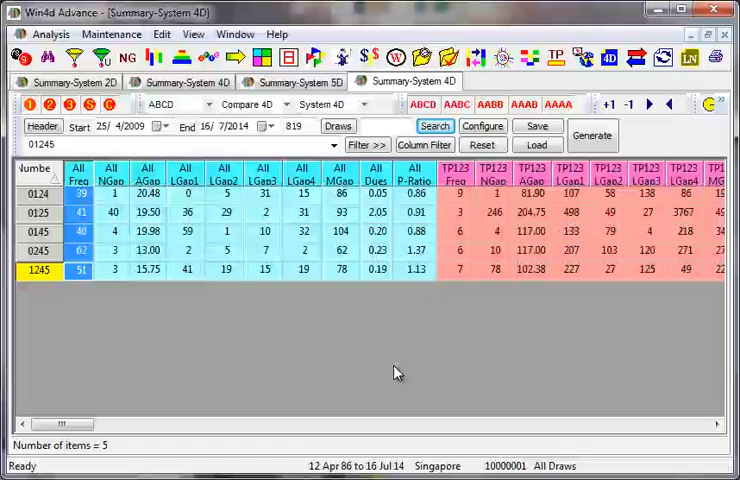 Win4d Advance - [Summary-System 4D]
Analysis Maintenance Edit View Window Help
NG TP 4D LN
Summary-System 2D Summary-System 4D Summary-System 5D Summary-System 4D
1 2 3 S C ABCD Compare 4D System 4D ABCD AABC AABB AAAB AAAA +1 -1
Header Start 25/ 4/2009 End 16/ 7/2014 819 Draws Search Configure Save Generate
01245 Filter >> Column Filter Reset Load
Numbe All Freq All NGap All AGap All LGap1 All LGap2 All LGap3 All LGap4 All MGap All Dues All P-Ratio TP123 Freq TP123 NGap TP123 AGap TP123 LGap1 TP123 LGap2 TP123 LGap3 TP123 LGap4
0124 39 1 20.48 0 5 31 15 86 0.05 0.86 9 1 81.90 107 58 138 86 19
0125 41 40 19.50 36 29 2 31 93 2.05 0.91 3 246 204.75 498 49 27 3767 49
0145 40 4 19.98 59 1 10 32 104 0.20 0.88 6 4 117.00 133 79 4 218 34
0245 62 3 13.00 2 5 7 2 62 0.23 1.37 6 10 117.00 207 103 120 271 27
1245 51 3 15.75 41 19 15 19 78 0.19 1.13 7 78 102.38 227 27 125 49 22
Number of items = 5
Ready 12 Apr 86 to 16 Jul 14 Singapore 10000001 All Draws